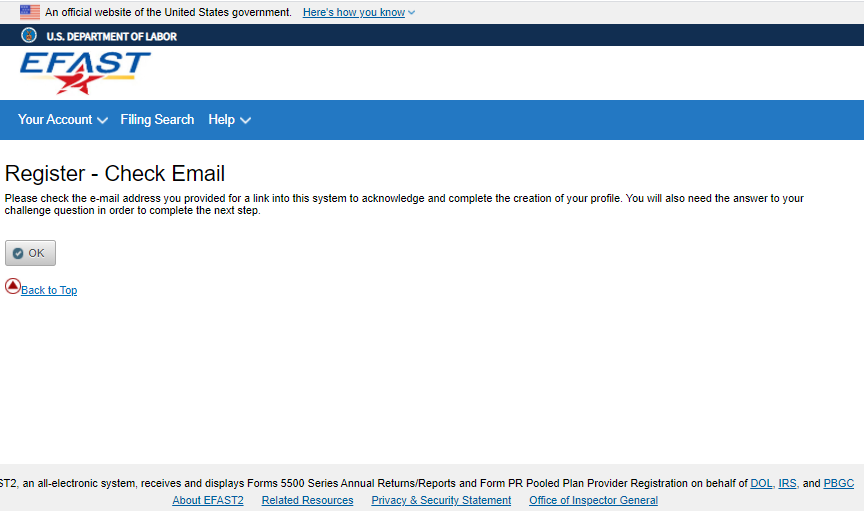 An official website of the United States government. Here's how you know
U.S. DEPARTMENT OF LABOR
EFAST
Your Account Filing Search Help
Register - Check Email
Please check the e-mail address you provided for a link into this system to acknowledge and complete the creation of your profile. You will also need the answer to your
challenge question in order to complete the next step.
OK
Back to Top
ST2, an all-electronic system, receives and displays Forms 5500 Series Annual Returns/Reports and Form PR Pooled Plan Provider Registration on behalf of DOL, IRS, and PBGC
About EFAST2 Related Resources Privacy & Security Statement Office of Inspector General